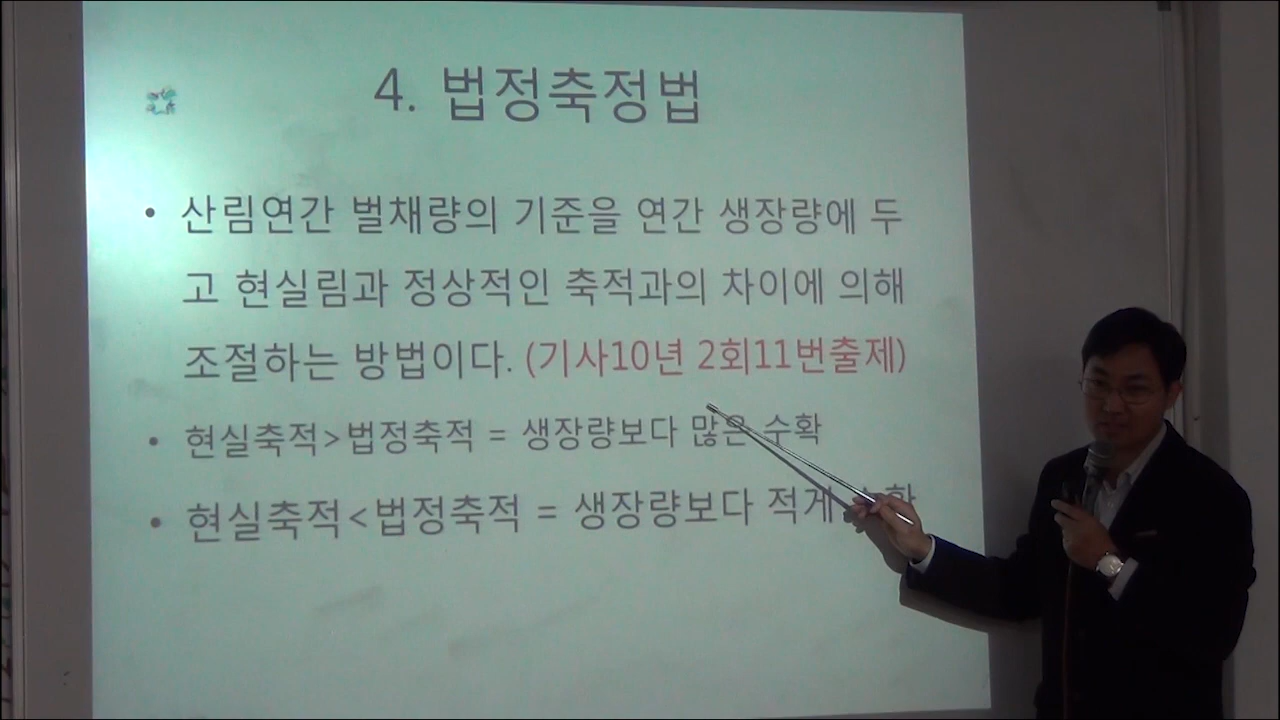 4. 법정축정법
• 산림연간 벌채량의 기준을 연간 생장량에 두
고 현실림과 정상적인 축적과의 차이에 의해
조절하는 방법이다. (기사10년 2회11번출제)
• 현실축적>법정축적 = 생장량보다 많은 수확
• 현실축적<법정축적 = 생장량보다 적게